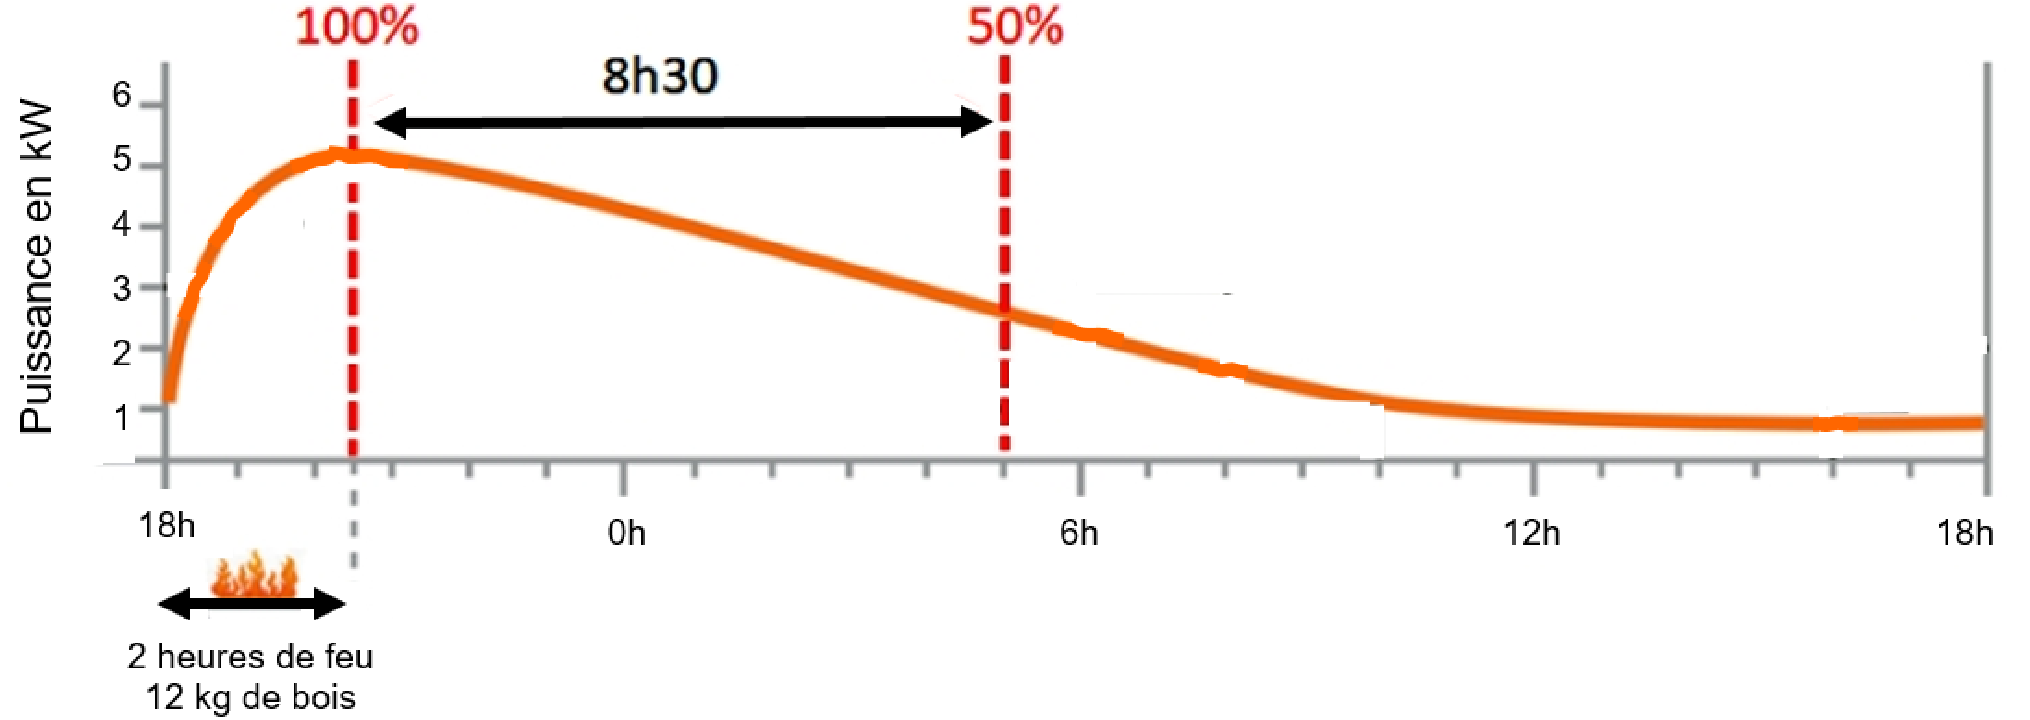 100%
50%
8h30
Puissance en kW
6
5
4
3
2
1
18h
0h
6h
12h
18h
2 heures de feu
12 kg de bois